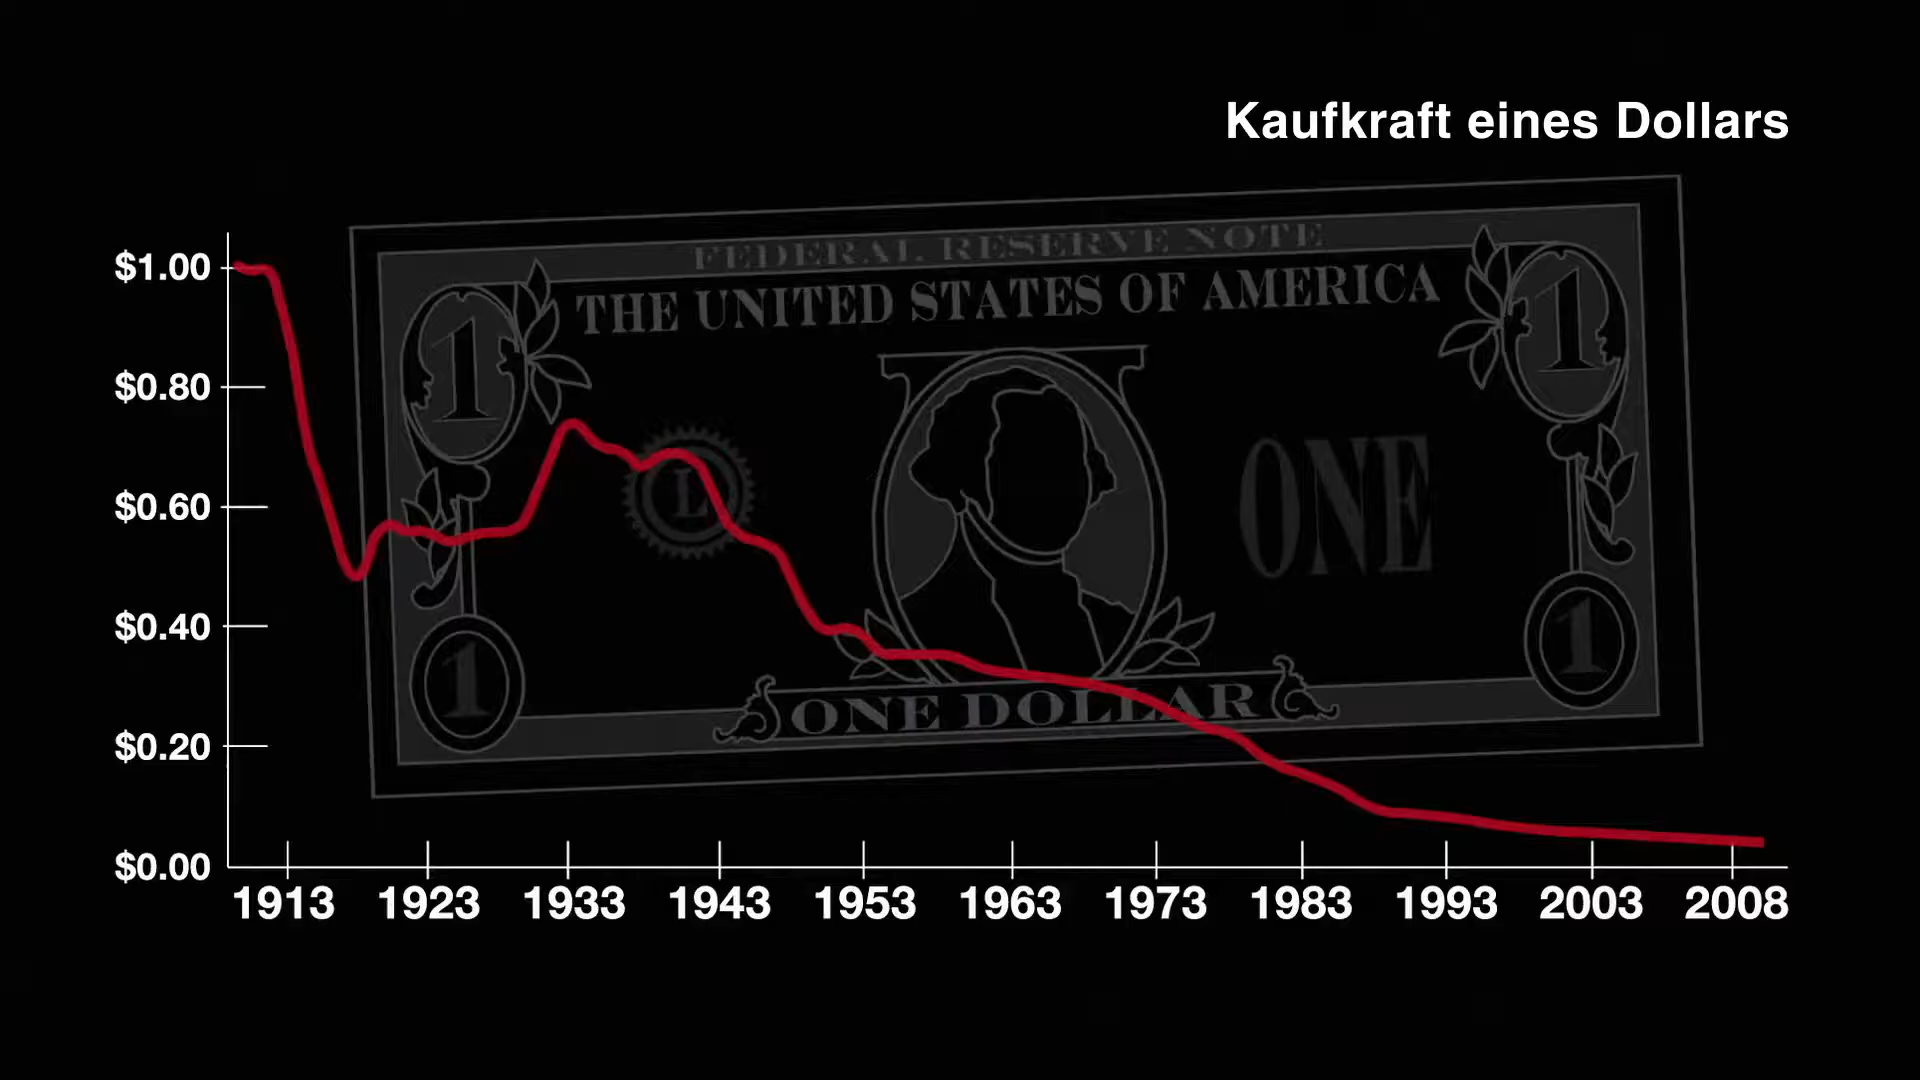 Kaufkraft eines Dollars
FEDERAL RESERVE NOTE
THE UNITED STATES OF AMERICA
1
1
L
ONE
1
1
ONE DOLLAR
$1.00
$0.80
$0.60
$0.40
$0.20
$0.00
1913 1923 1933 1943 1953 1963 1973 1983 1993 2003 2008